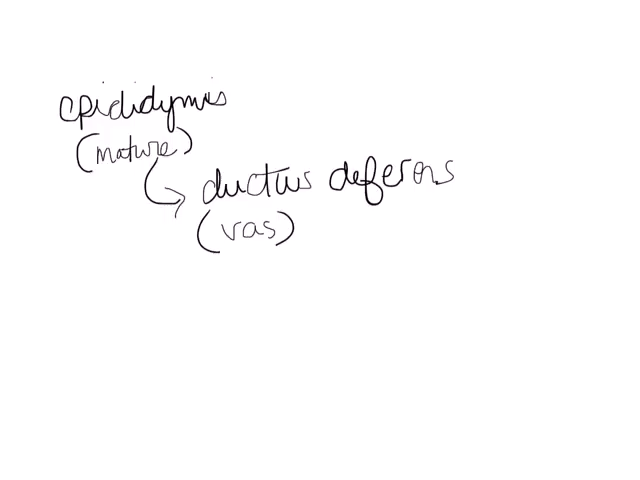 epididymis
(mature)
ductus deferens
(vas)